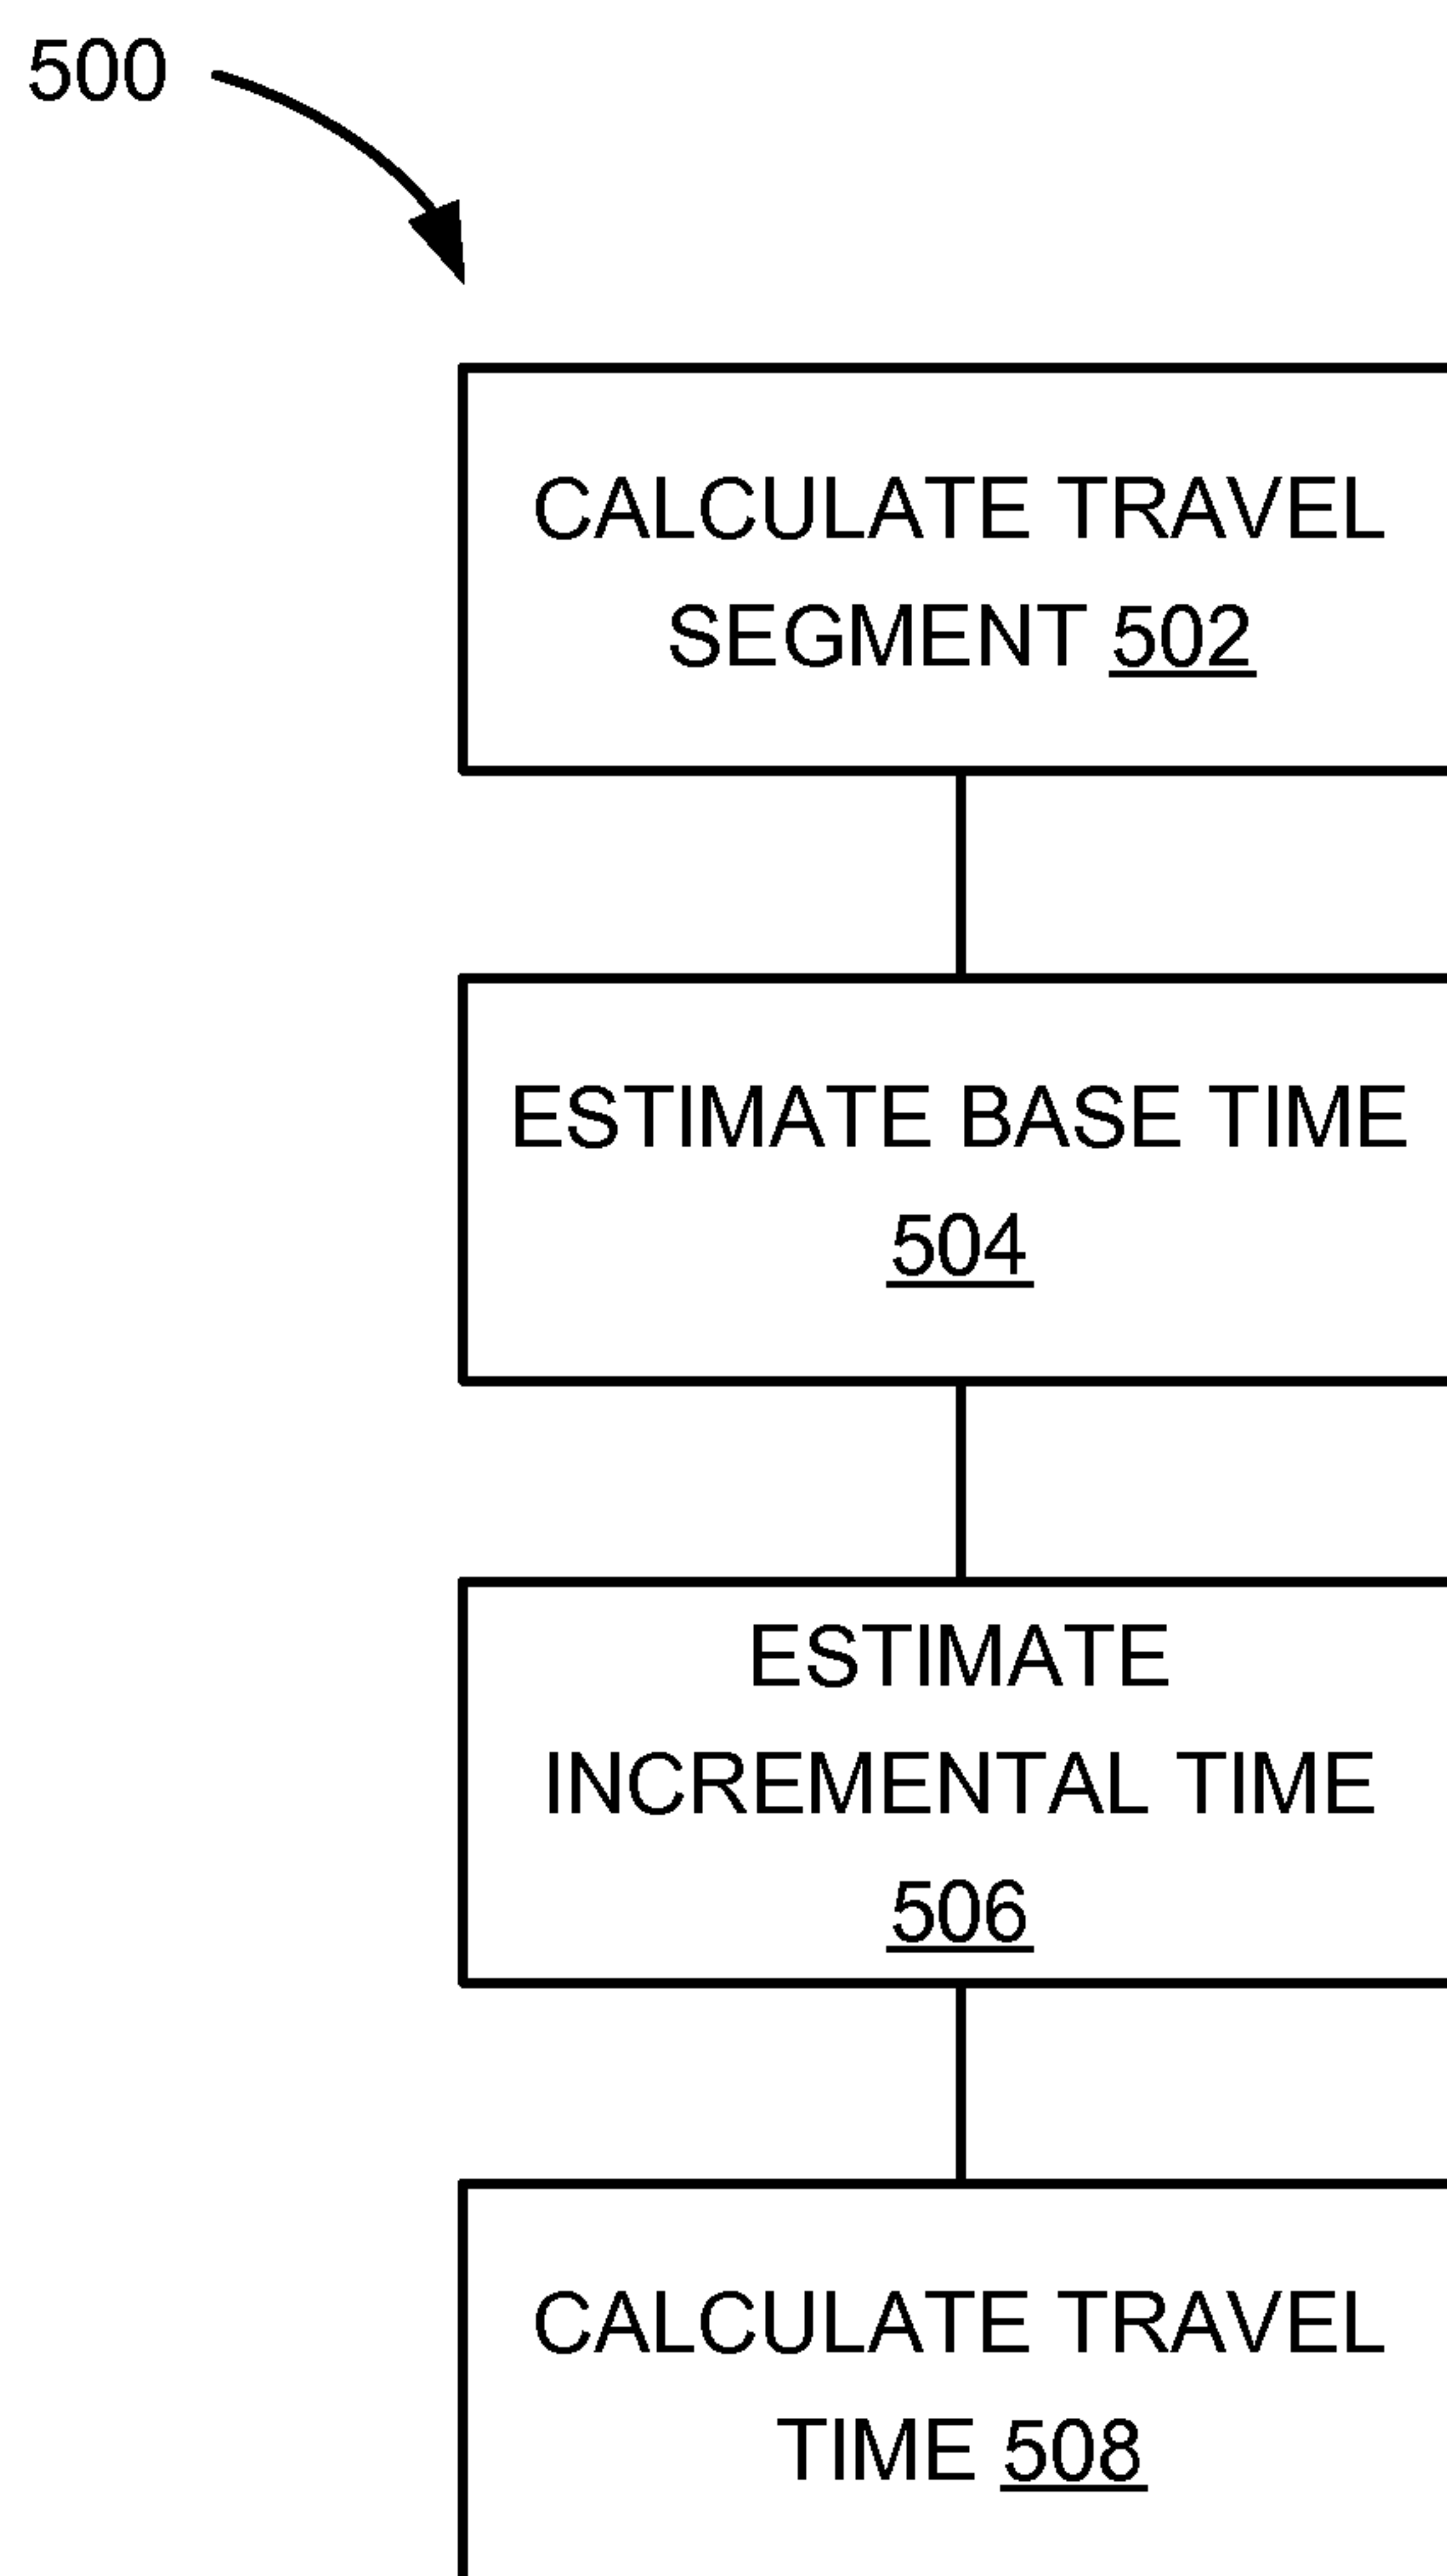 500
CALCULATE TRAVEL
SEGMENT 502
ESTIMATE BASE TIME
504
ESTIMATE
INCREMENTAL TIME
506
CALCULATE TRAVEL
TIME 508